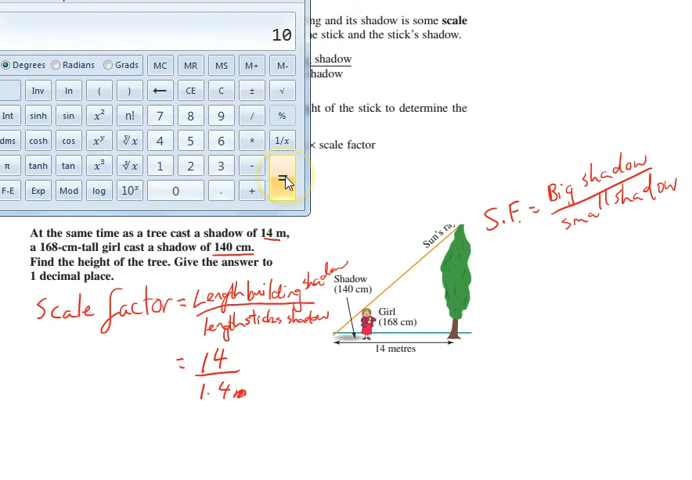 10
ng and its shadow is some scale
e stick and the stick's shadow.
Degrees Radians Grads MC MR MS M+ M-
shadow
hadow
Inv ln ( ) ← CE C ± √
Int sinh sin x² n! 7 8 9 / %
ht of the stick to determine the
dms cosh cos xʸ ʸ√x 4 5 6 * 1/x
× scale factor
π tanh tan x³ ³√x 1 2 3 - =
F-E Exp Mod log 10ˣ 0 . +
S.F. = Big shadow
small shadow
At the same time as a tree cast a shadow of 14 m,
a 168-cm-tall girl cast a shadow of 140 cm.
Find the height of the tree. Give the answer to
1 decimal place.
Sun's ra
Scale factor = Length building shadow
length sticks shadow
= 14
1.4m
Shadow
(140 cm)
Girl
(168 cm)
14 metres